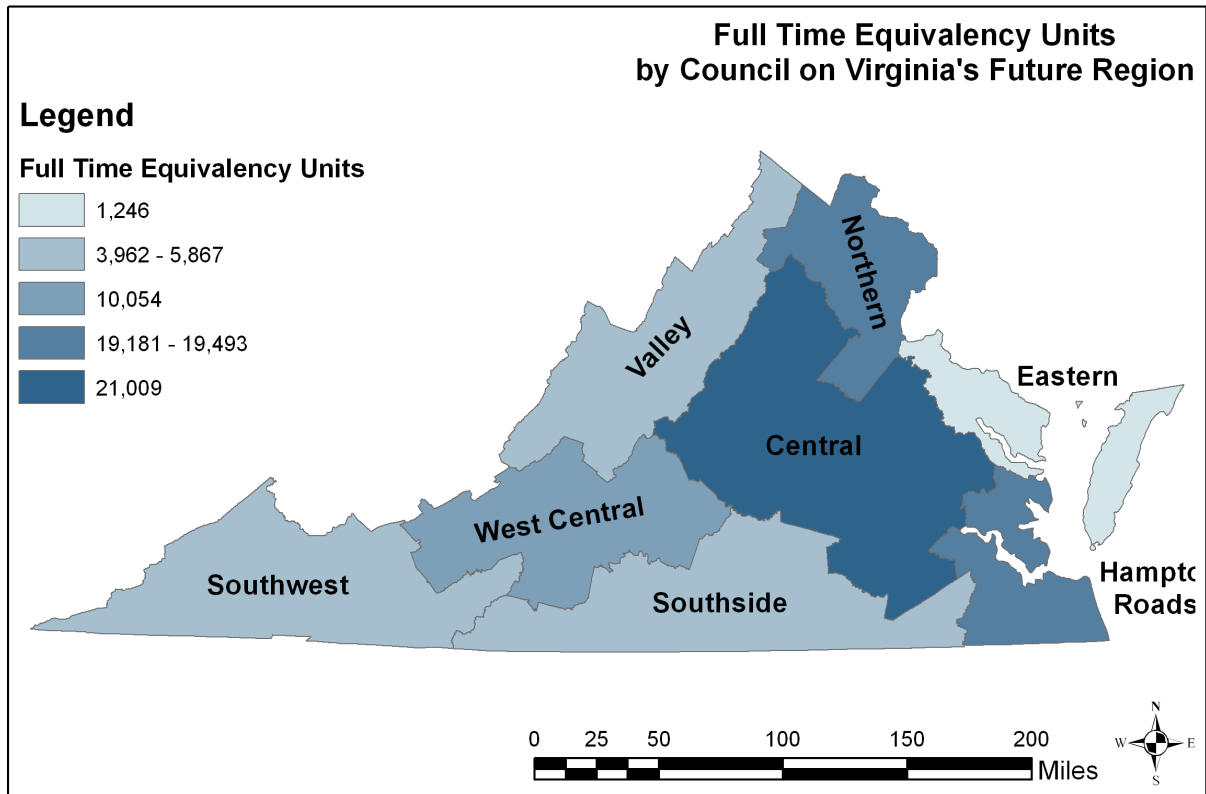 Full Time Equivalency Units
by Council on Virginia's Future Region
Legend
Full Time Equivalency Units
1,246
3,962 - 5,867
10,054
19,181 - 19,493
21,009
Northern
Valley
Eastern
Central
West Central
Southwest
Southside
Hampto
Roads
0 25 50 100 150 200
Miles
N
W E
S